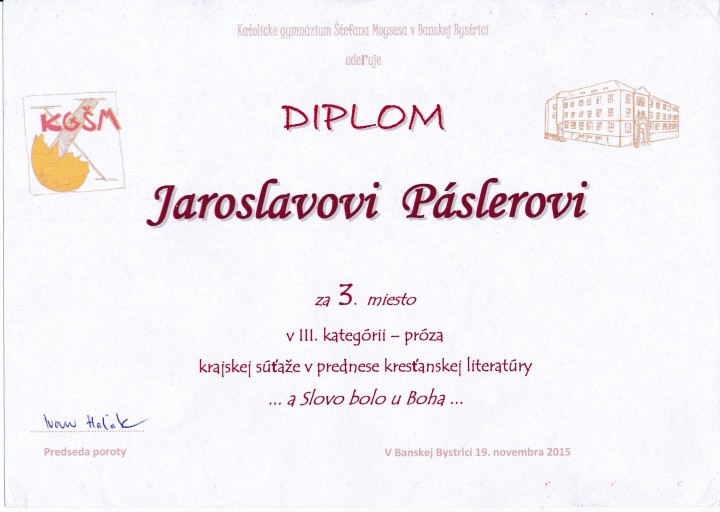 Katolícke gymnázium Štefana Moysesa v Banskej Bystrici
udeľuje
KGŠM
DIPLOM
Jaroslavovi Páslerovi
za 3. miesto
v III. kategórii – próza
krajskej súťaže v prednese kresťanskej literatúry
... a Slovo bolo u Boha ...
Predseda poroty
V Banskej Bystrici 19. novembra 2015